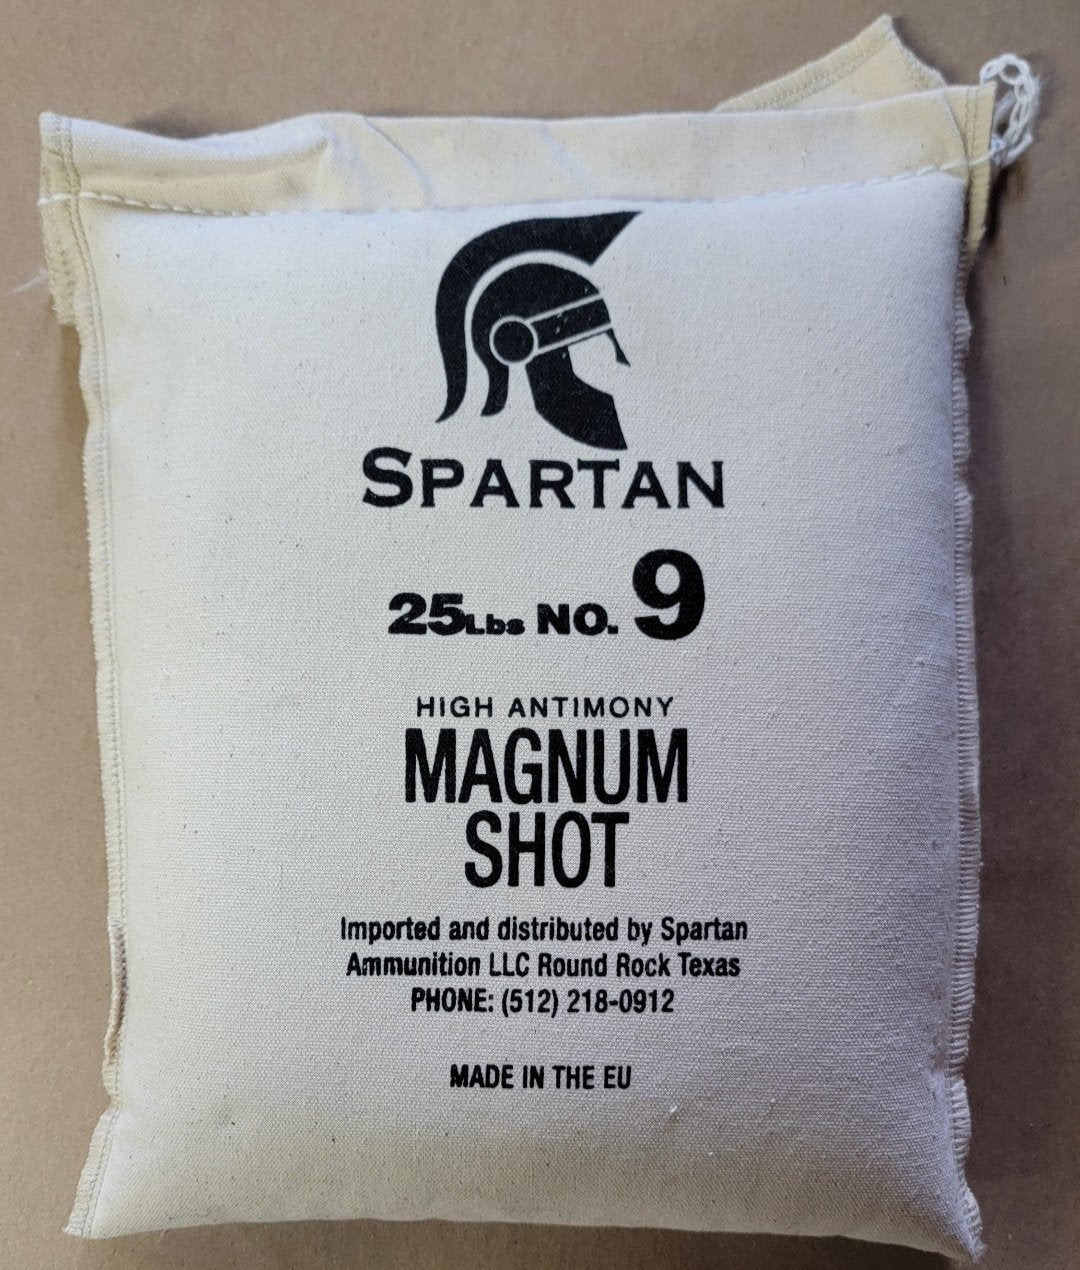 SPARTAN
25Lbs NO. 9
HIGH ANTIMONY
MAGNUM
SHOT
Imported and distributed by Spartan
Ammunition LLC Round Rock Texas
PHONE: (512) 218-0912
MADE IN THE EU